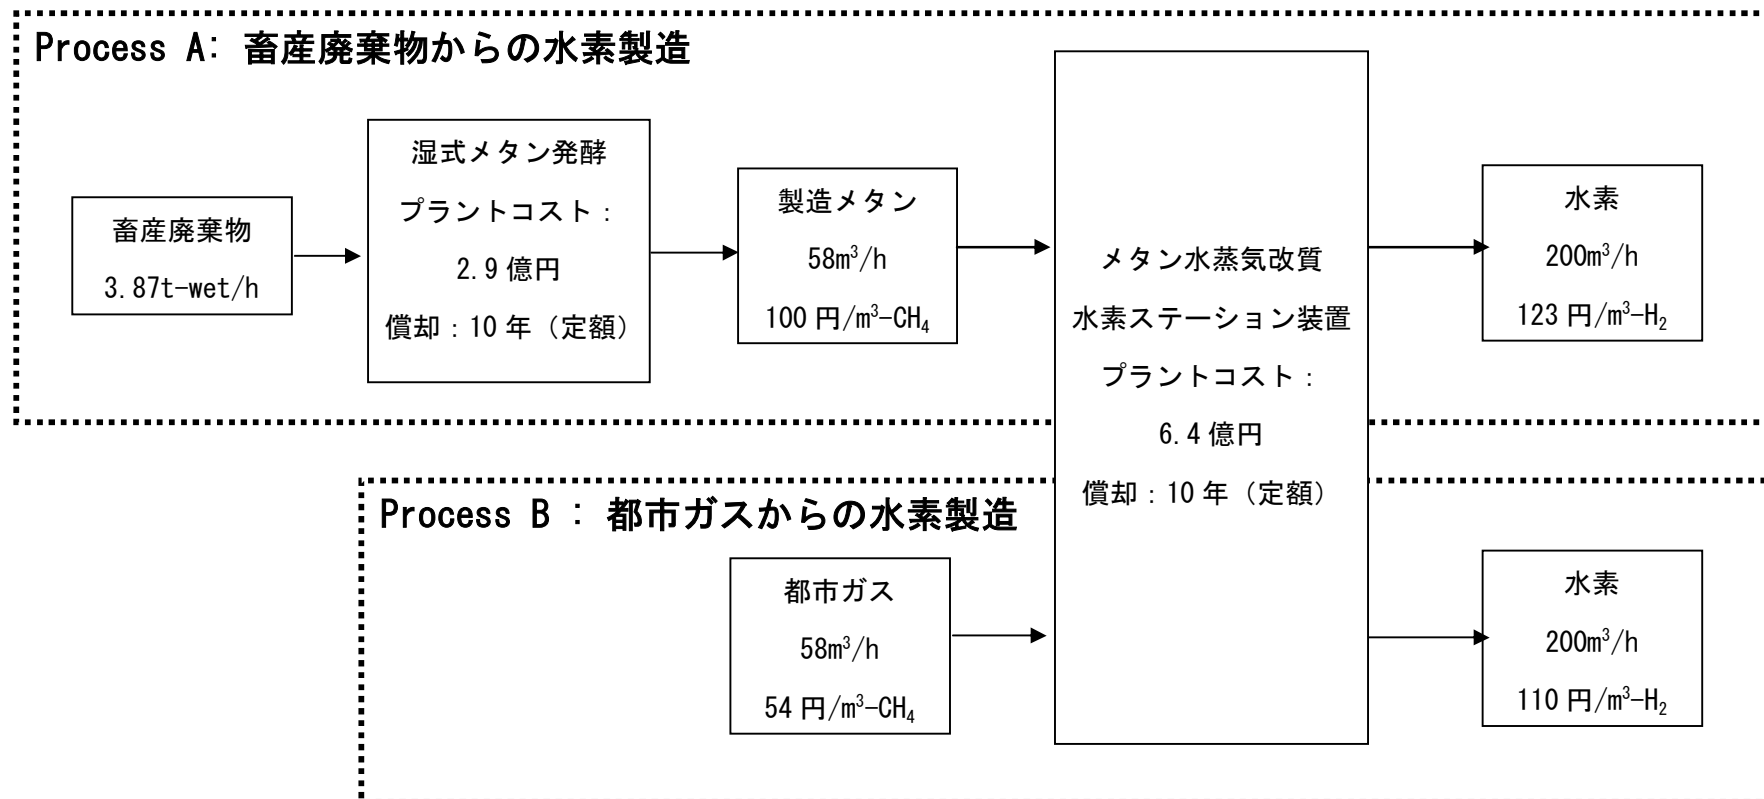 Process A: 畜産廃棄物からの水素製造
畜産廃棄物
3.87t-wet/h
湿式メタン発酵
プラントコスト：
2.9 億円
償却：10 年（定額）
製造メタン
58m³/h
100 円/m³-CH₄
メタン水蒸気改質
水素ステーション装置
プラントコスト：
6.4 億円
償却：10 年（定額）
水素
200m³/h
123 円/m³-H₂
Process B : 都市ガスからの水素製造
都市ガス
58m³/h
54 円/m³-CH₄
水素
200m³/h
110 円/m³-H₂